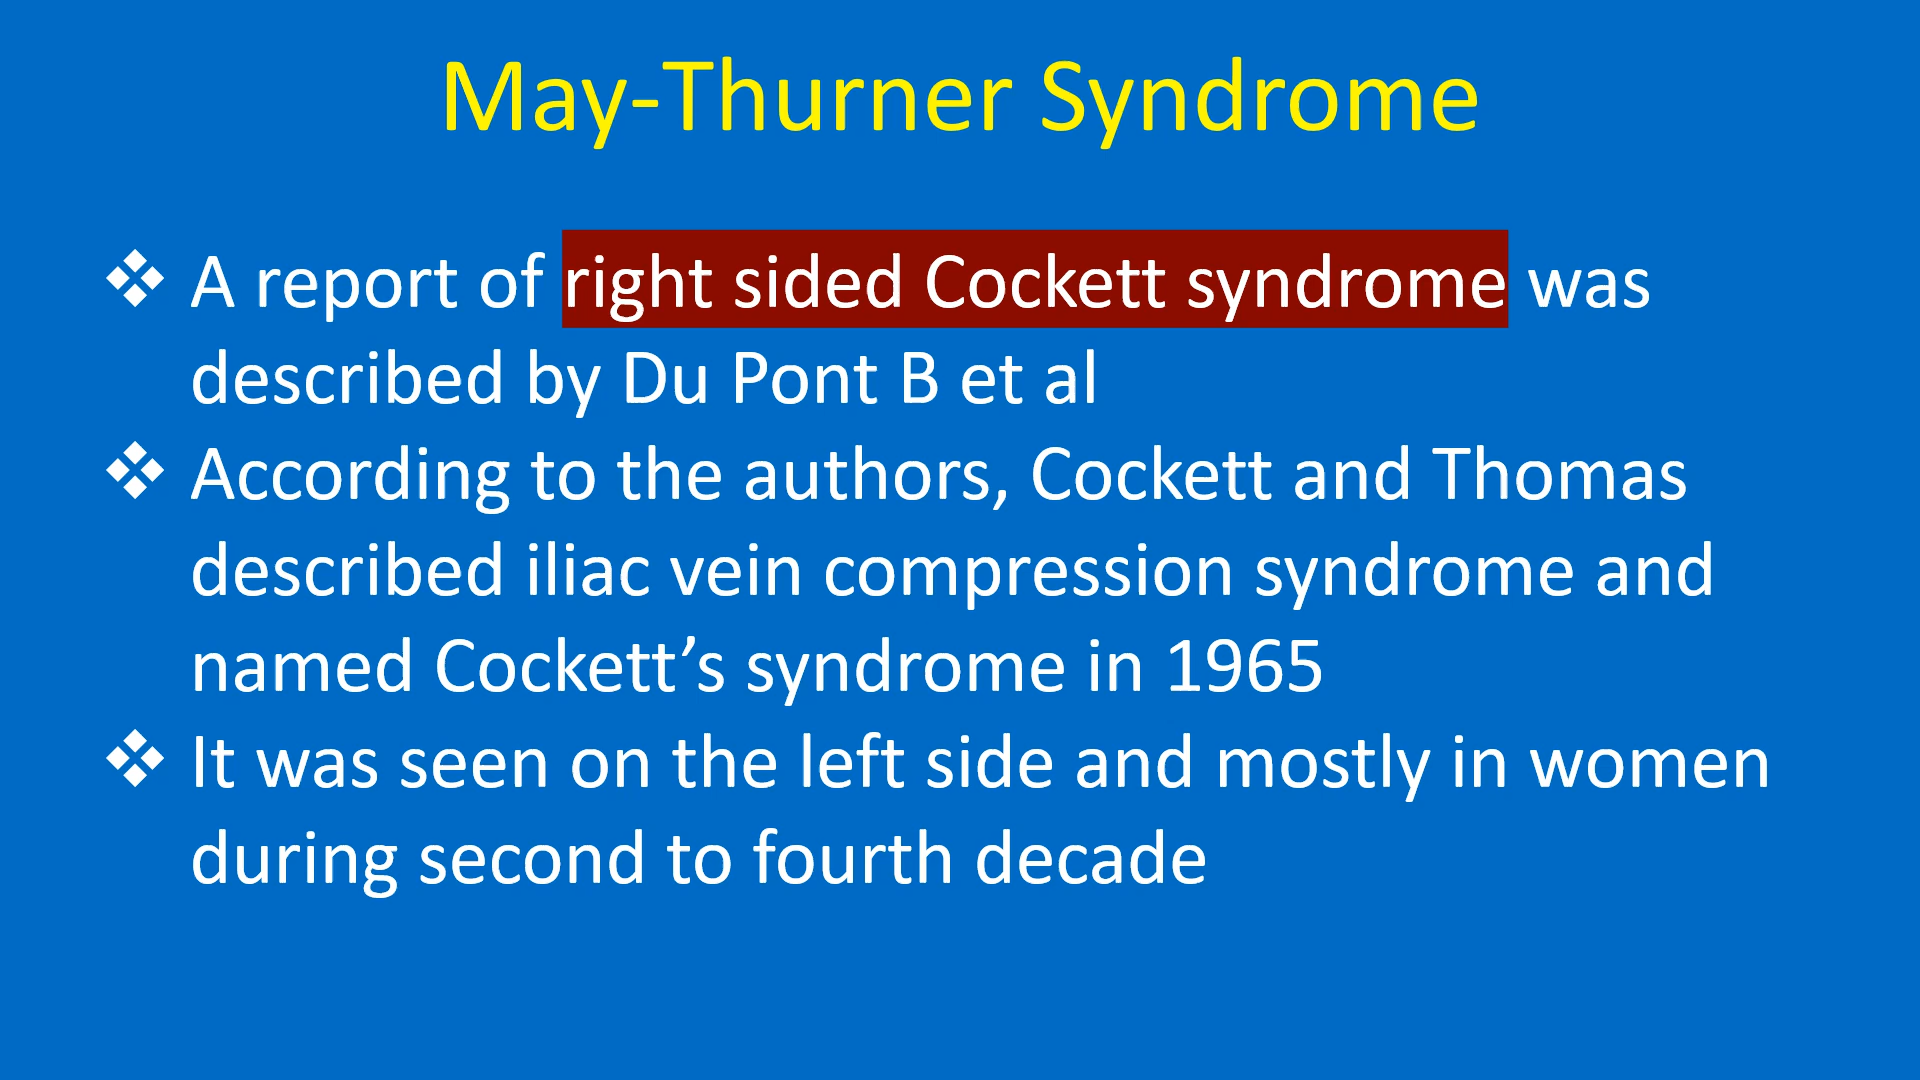 May-Thurner Syndrome
❖ A report of right sided Cockett syndrome was
described by Du Pont B et al
❖ According to the authors, Cockett and Thomas
described iliac vein compression syndrome and
named Cockett’s syndrome in 1965
❖ It was seen on the left side and mostly in women
during second to fourth decade